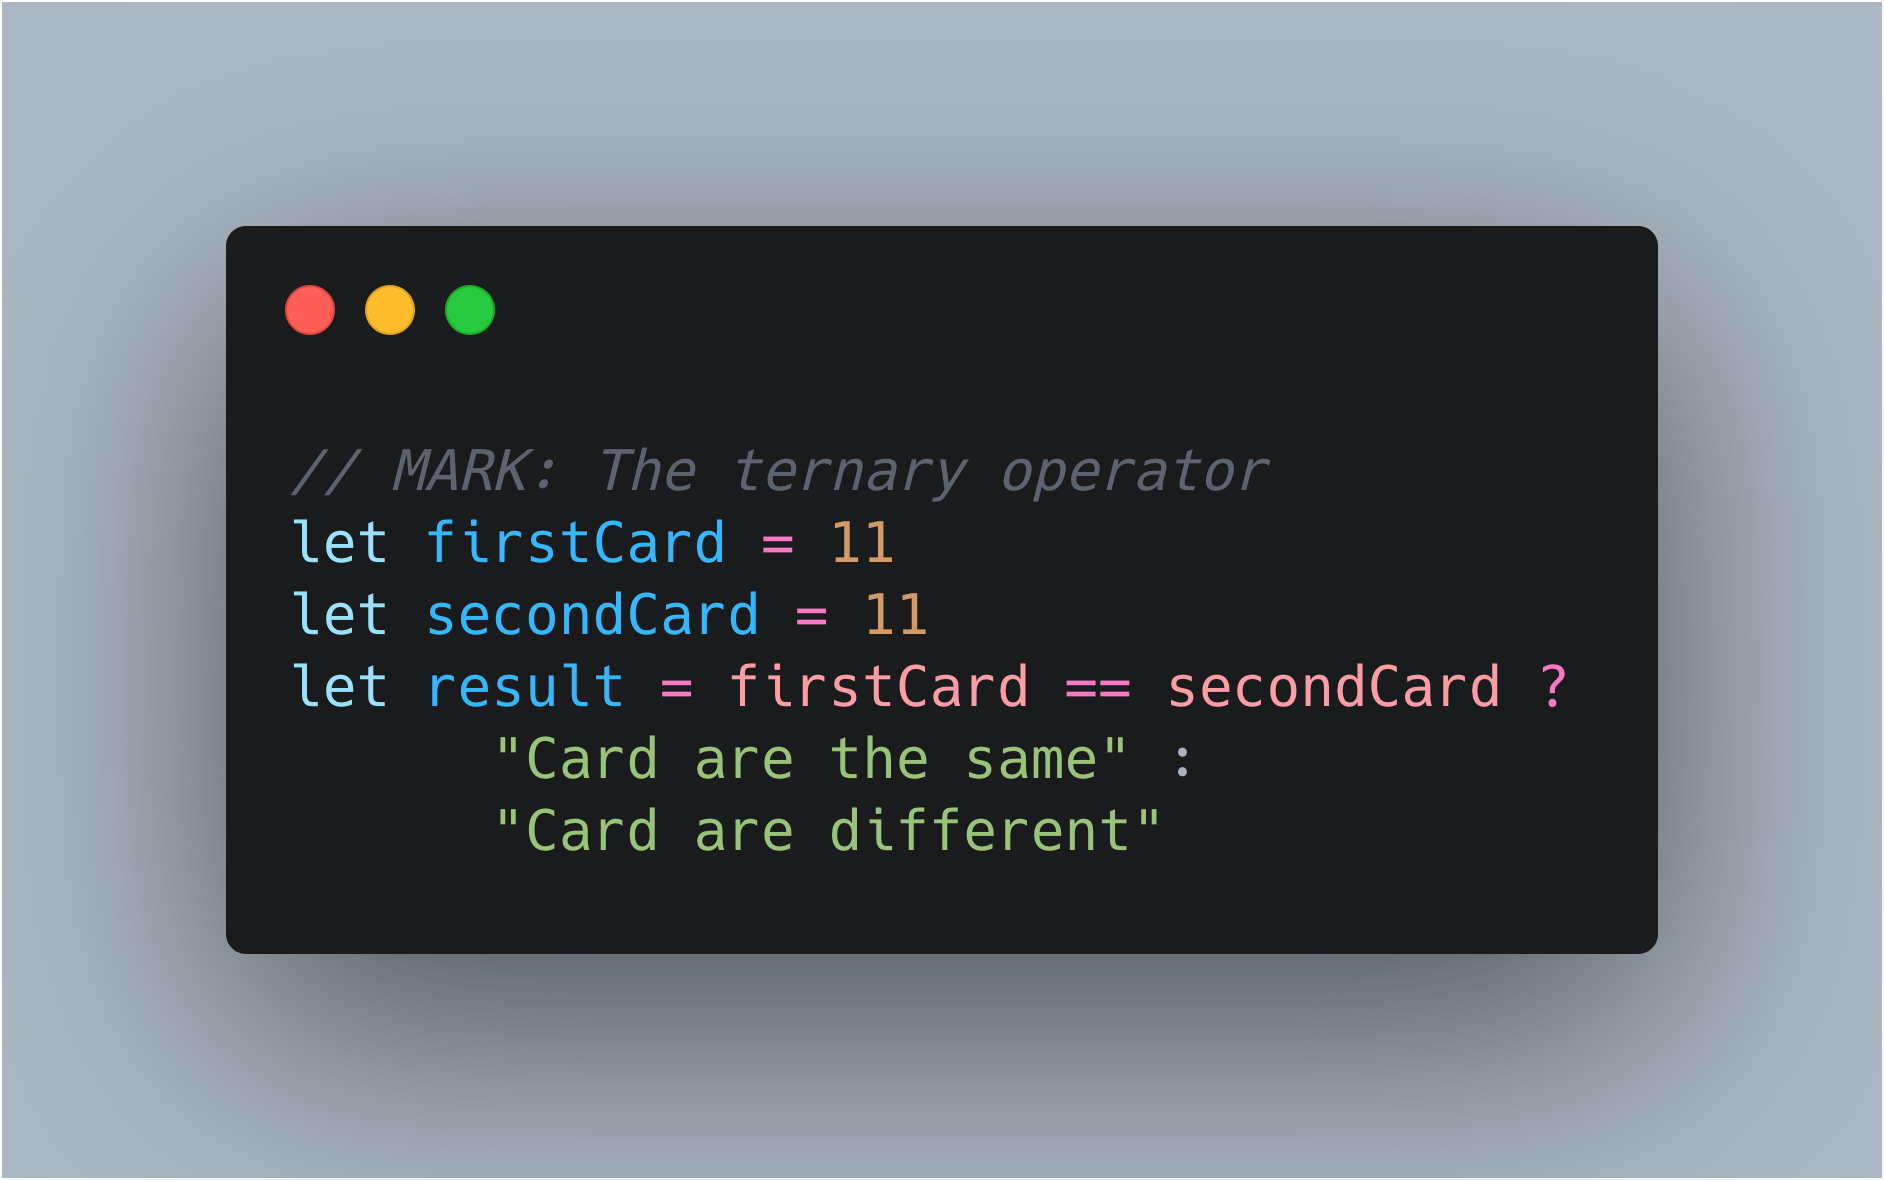 // MARK: The ternary operator
let firstCard = 11
let secondCard = 11
let result = firstCard == secondCard ?
"Card are the same" :
"Card are different"